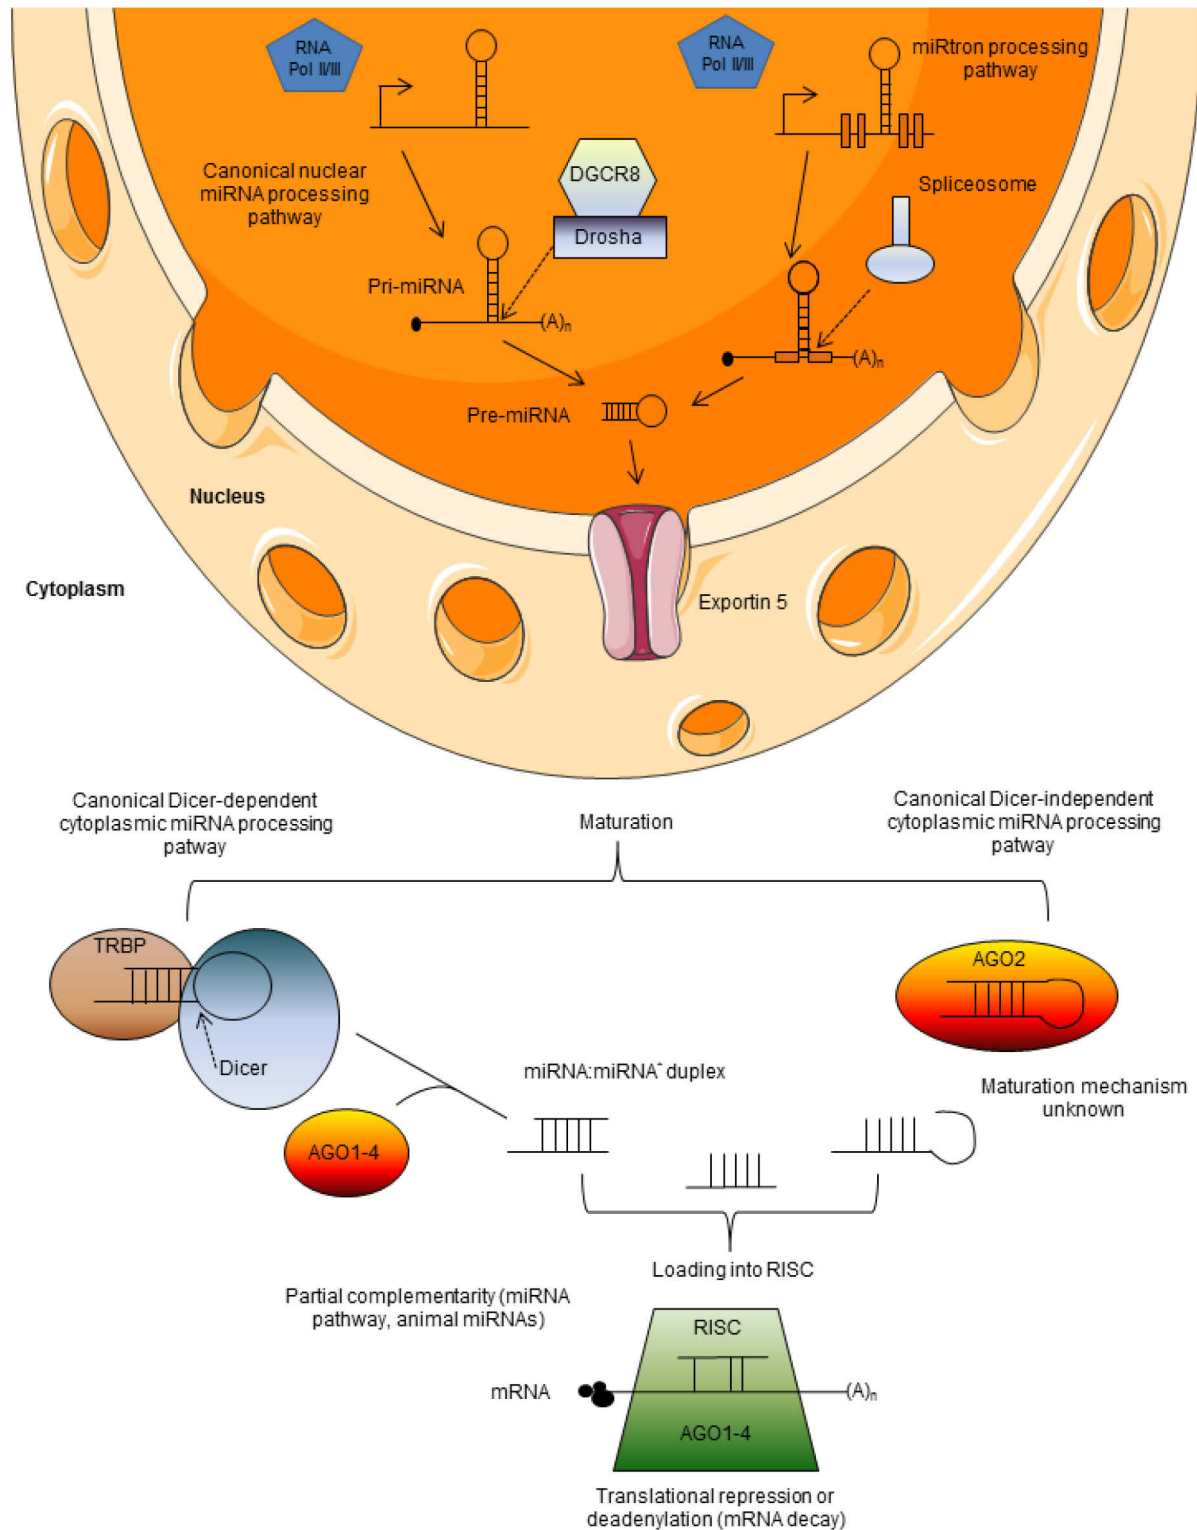 RNA
Pol II/III
RNA
Pol II/III
miRtron processing
pathway
Canonical nuclear
miRNA processing
pathway
DGCR8
Drosha
Spliceosome
Pri-miRNA
(A)n
(A)n
Pre-miRNA
Nucleus
Cytoplasm
Exportin 5
Canonical Dicer-dependent
cytoplasmic miRNA processing
patway
Maturation
Canonical Dicer-independent
cytoplasmic miRNA processing
patway
TRBP
AGO2
Dicer
miRNA:miRNA* duplex
Maturation mechanism
unknown
AGO1-4
Loading into RISC
Partial complementarity (miRNA
pathway, animal miRNAs)
RISC
mRNA
(A)n
AGO1-4
Translational repression or
deadenylation (mRNA decay)